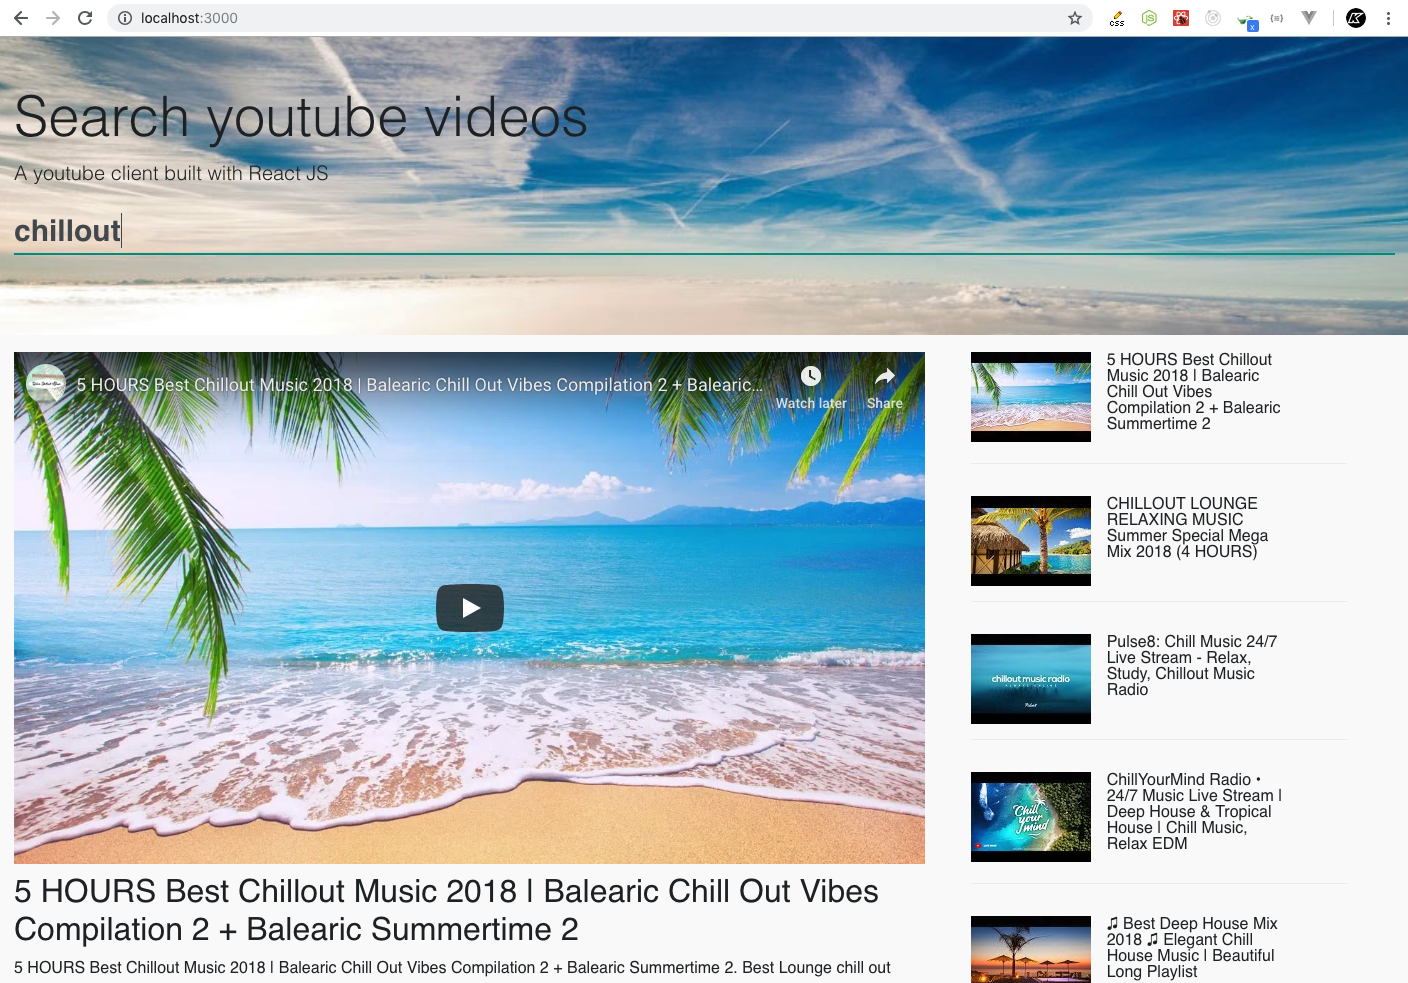 localhost:3000
css
JS
x
Search youtube videos
A youtube client built with React JS
chillout
5 HOURS Best Chillout Music 2018 | Balearic Chill Out Vibes Compilation 2 + Balearic...
Watch later
Share
5 HOURS Best Chillout Music 2018 | Balearic Chill Out Vibes
Compilation 2 + Balearic Summertime 2
5 HOURS Best Chillout Music 2018 | Balearic Chill Out Vibes Compilation 2 + Balearic Summertime 2. Best Lounge chill out
5 HOURS Best Chillout
Music 2018 | Balearic
Chill Out Vibes
Compilation 2 + Balearic
Summertime 2
CHILLOUT LOUNGE
RELAXING MUSIC
Summer Special Mega
Mix 2018 (4 HOURS)
chillout music radio
Pulse8: Chill Music 24/7
Live Stream - Relax,
Study, Chillout Music
Radio
Chill
your
mind
ChillYourMind Radio •
24/7 Music Live Stream |
Deep House & Tropical
House | Chill Music,
Relax EDM
♫ Best Deep House Mix
2018 ♫ Elegant Chill
House Music | Beautiful
Long Playlist